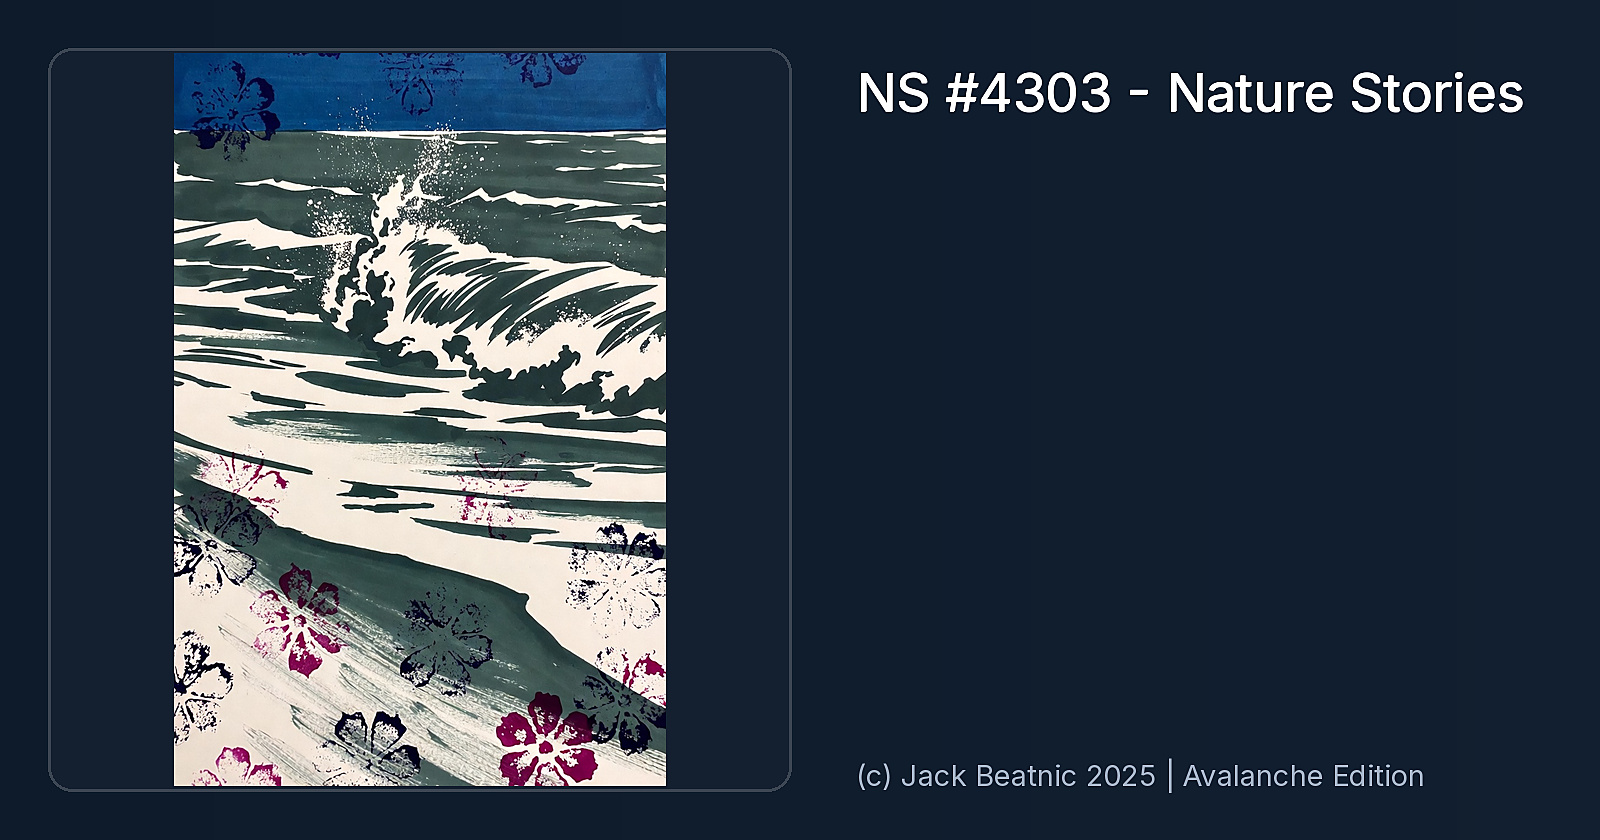 NS #4303 - Nature Stories
(c) Jack Beatnic 2025 | Avalanche Edition